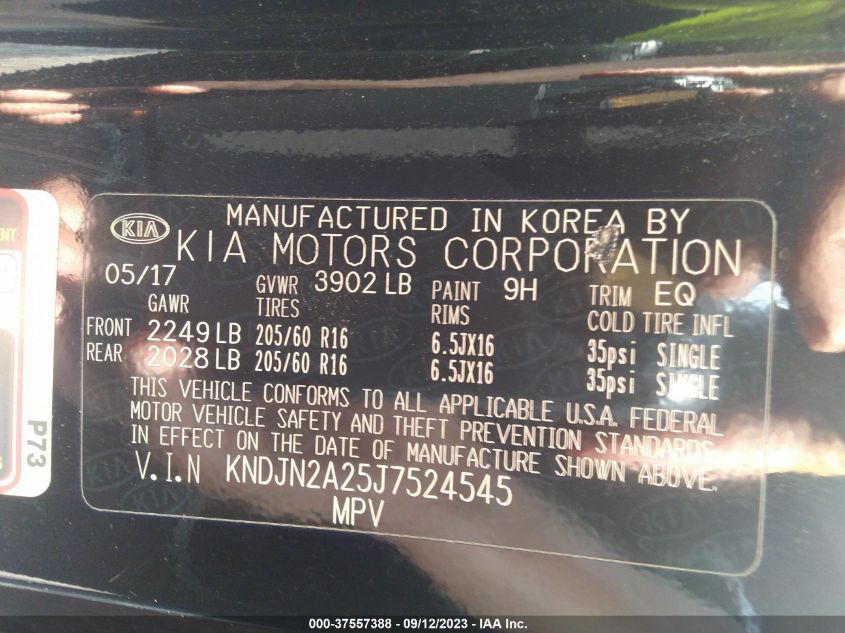 MANUFACTURED IN KOREA BY
KIA
KIA MOTORS CORPORATION
05/17 GVWR 3902 LB PAINT 9H TRIM EQ
GAWR TIRES RIMS COLD TIRE INFL
FRONT 2249 LB 205/60 R16 6.5JX16 35psi SINGLE
REAR 2028 LB 205/60 R16 6.5JX16 35psi SINGLE
THIS VEHICLE CONFORMS TO ALL APPLICABLE U.S.A. FEDERAL
MOTOR VEHICLE SAFETY AND THEFT PREVENTION STANDARDS
IN EFFECT ON THE DATE OF MANUFACTURE SHOWN ABOVE.
V.I.N KNDJN2A25J7524545
MPV
P73
000-37557388 - 09/12/2023 - IAA Inc.